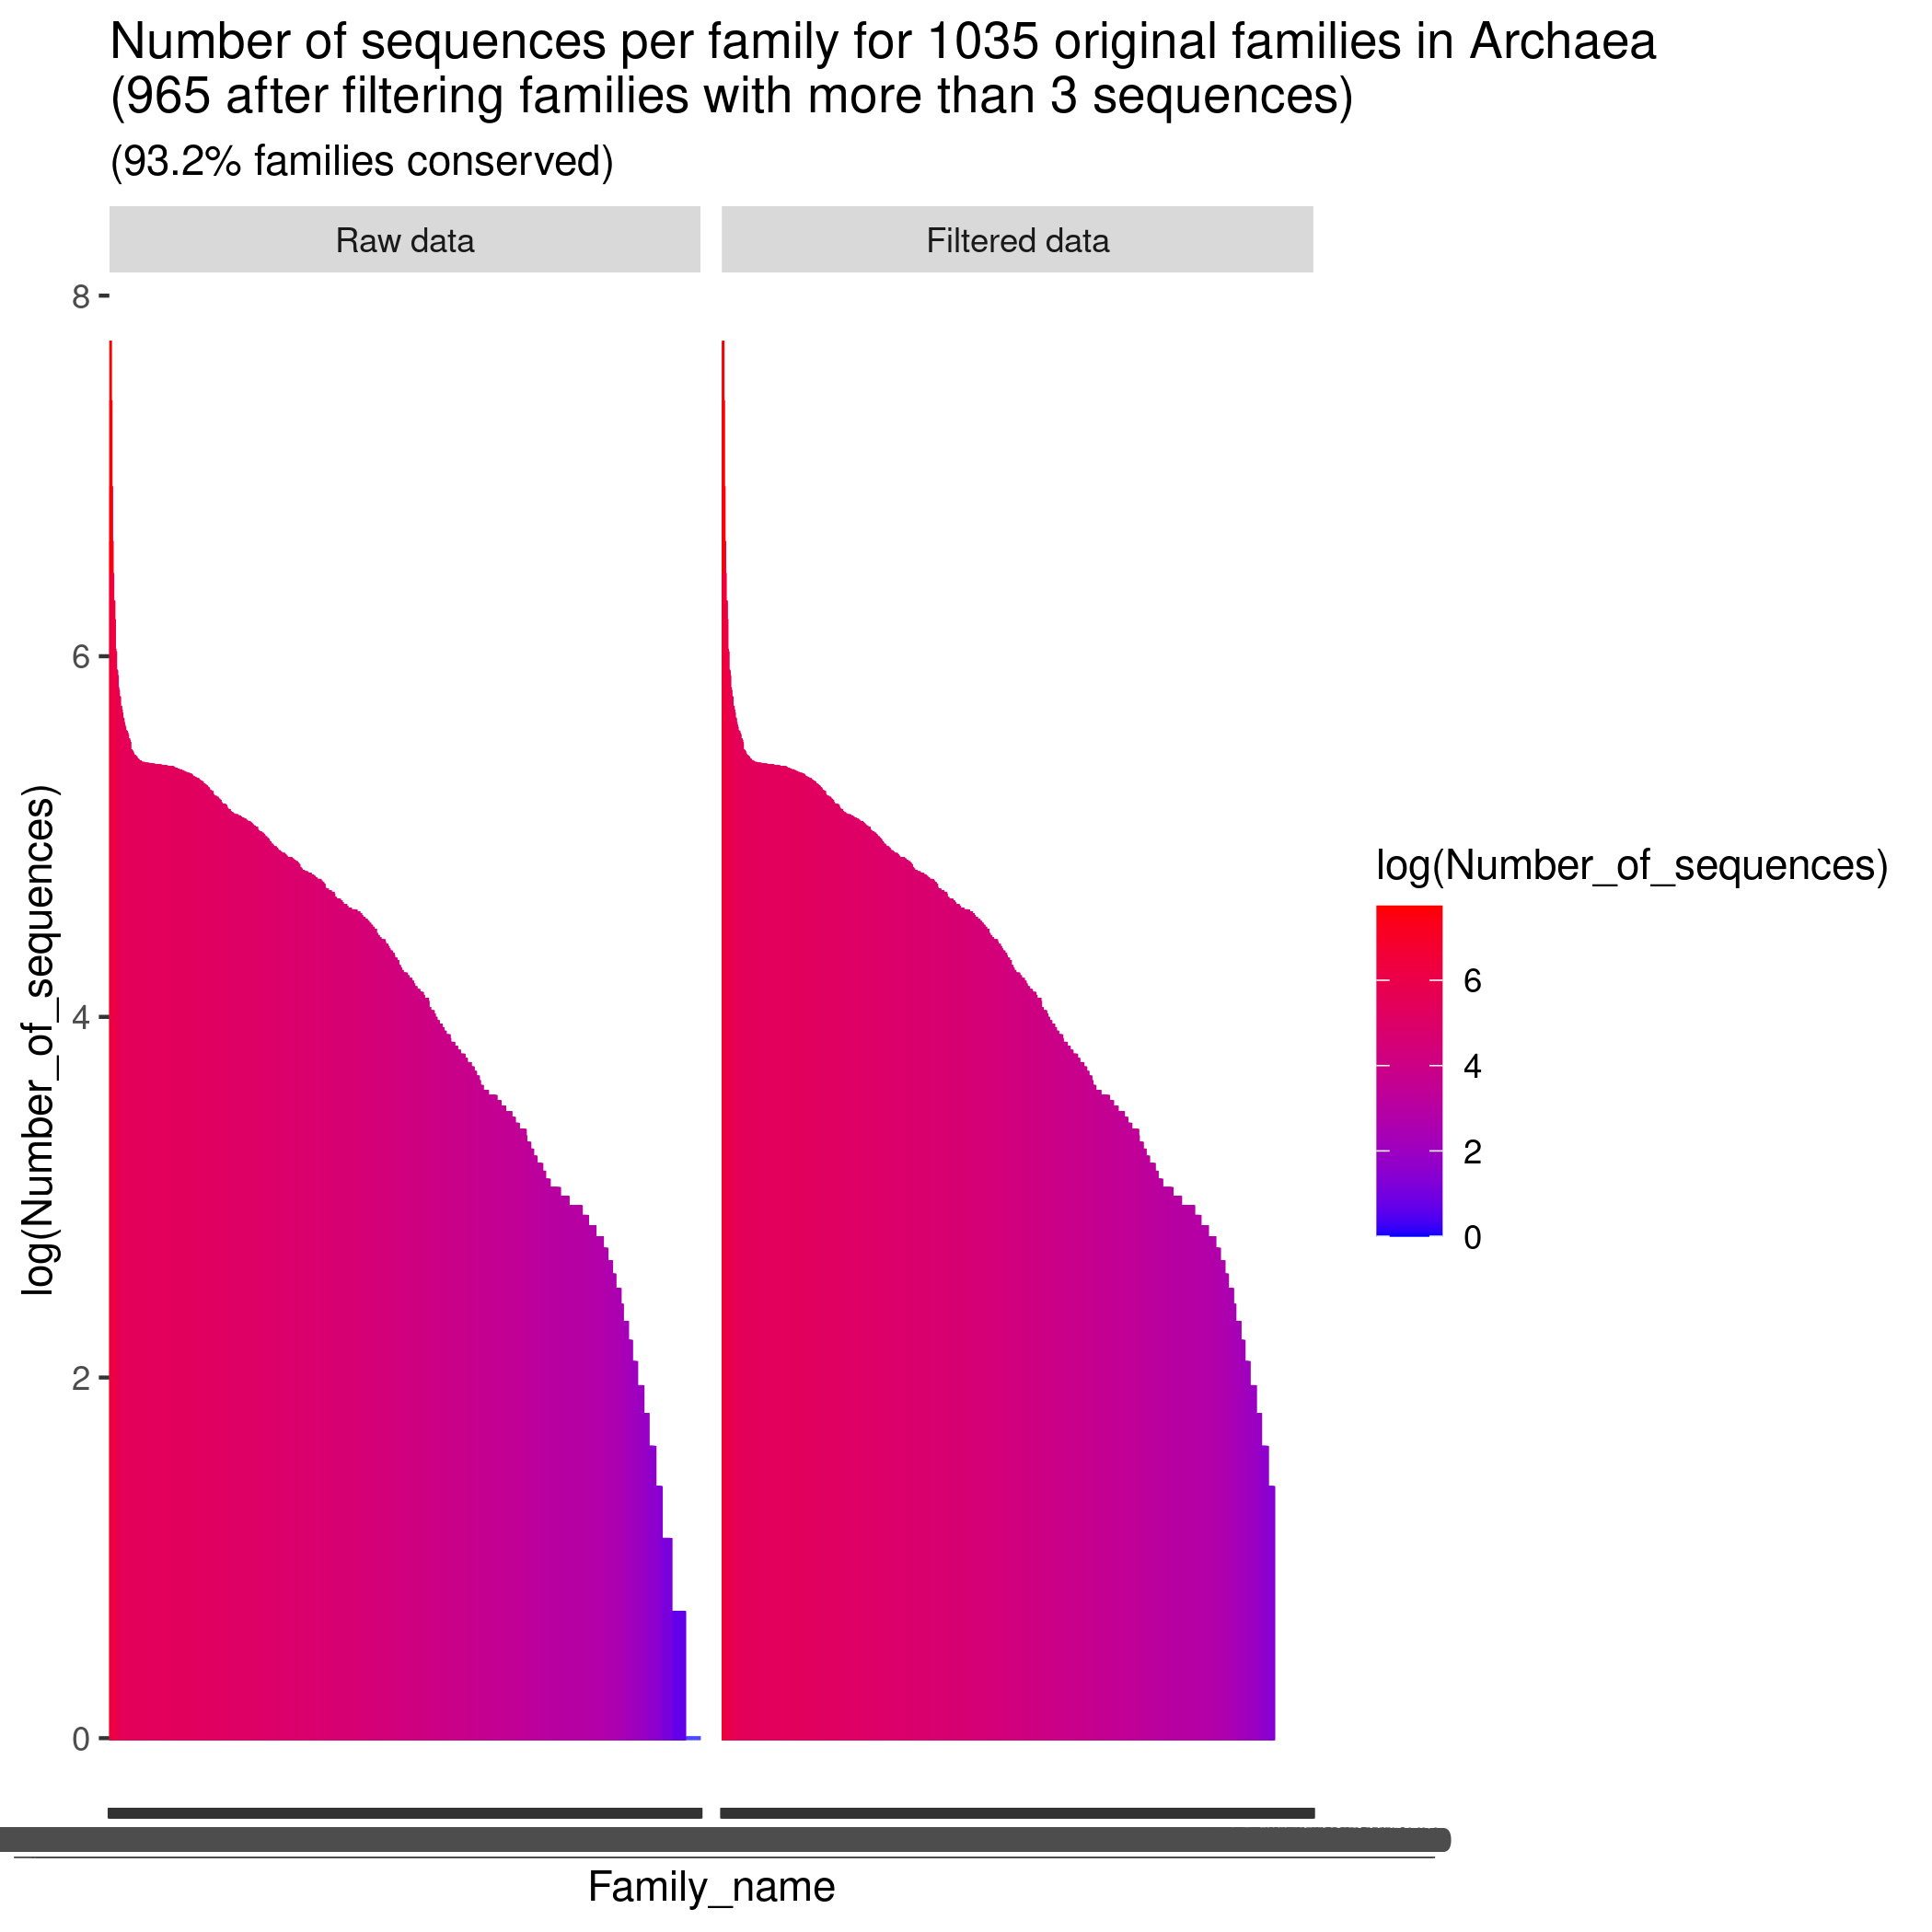 Number of sequences per family for 1035 original families in Archaea
(965 after filtering families with more than 3 sequences)
(93.2% families conserved)
Raw data
Filtered data
8
6
4
2
0
log(Number_of_sequences)
log(Number_of_sequences)
6
4
2
0
Family_name